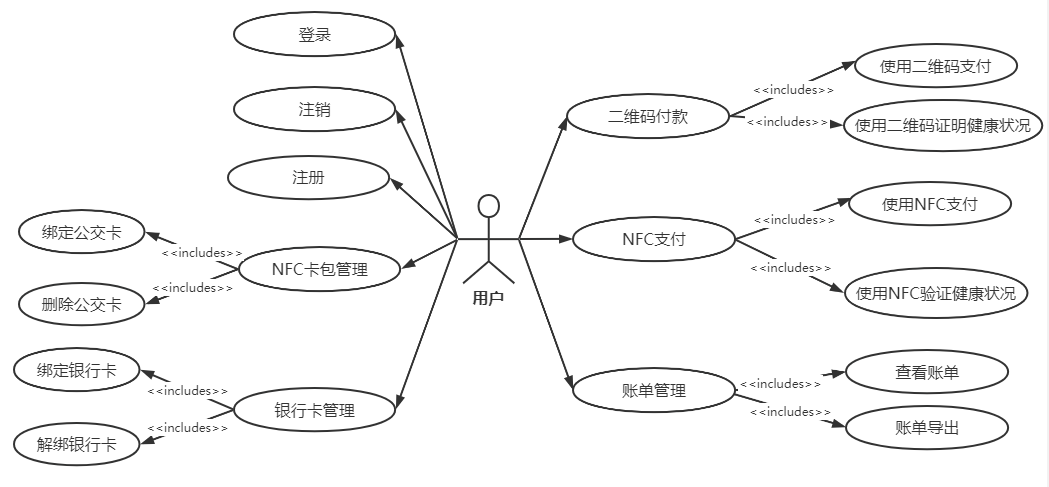 登录
注销
注册
NFC卡包管理
<<includes>>
绑定公交卡
<<includes>>
删除公交卡
银行卡管理
<<includes>>
绑定银行卡
<<includes>>
解绑银行卡
用户
二维码付款
<<includes>>
使用二维码支付
<<includes>>
使用二维码证明健康状况
NFC支付
<<includes>>
使用NFC支付
<<includes>>
使用NFC验证健康状况
账单管理
<<includes>>
查看账单
<<includes>>
账单导出